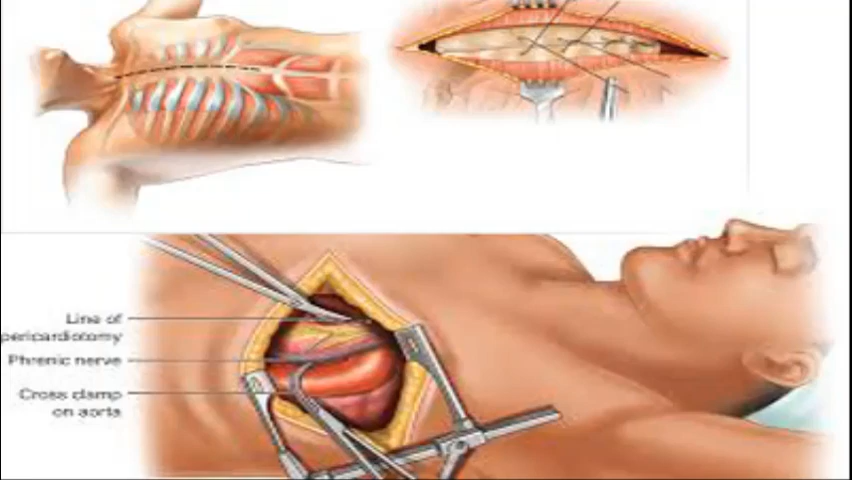 Line of
pericardiotomy
Phrenic nerve
Cross clamp
on aorta